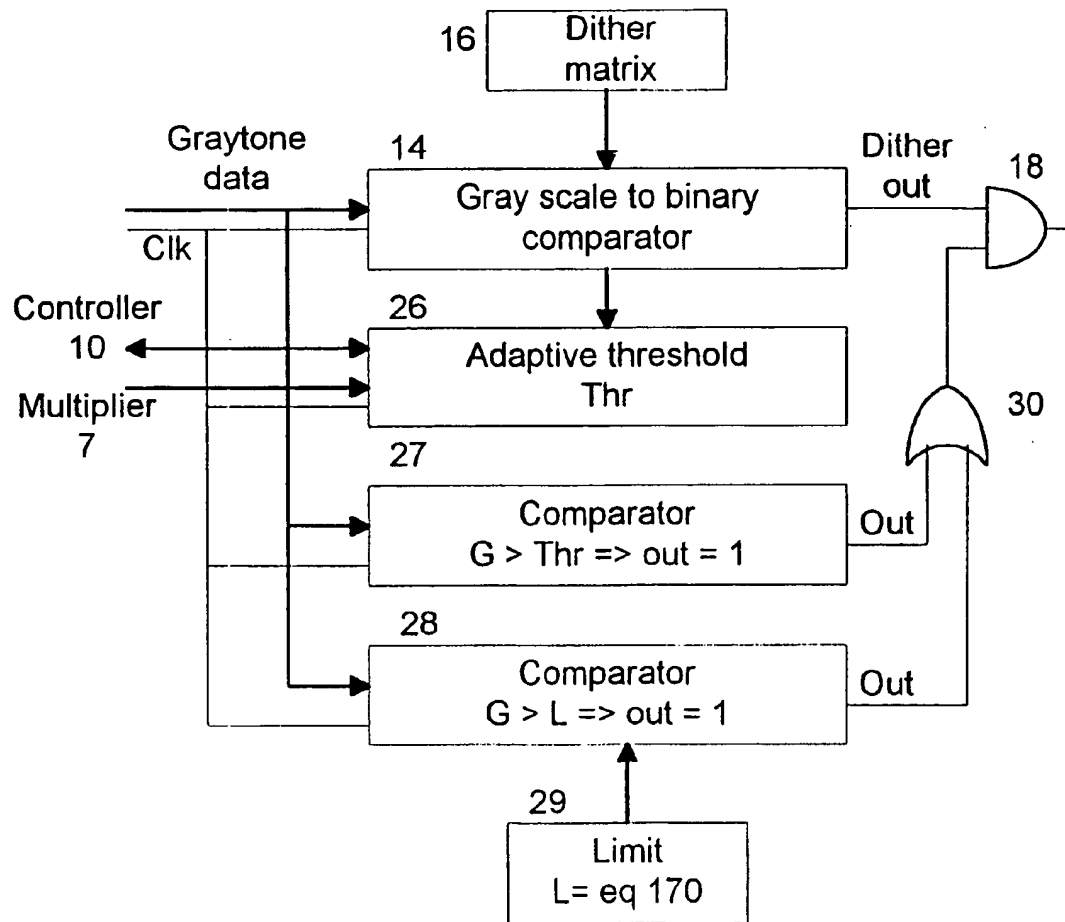 16
Dither
matrix
Graytone
data
14
Gray scale to binary
comparator
Dither
out
18
Clk
Controller
10
26
Adaptive threshold
Thr
Multiplier
7
30
27
Comparator
G > Thr => out = 1
Out
28
Comparator
G > L => out = 1
Out
29
Limit
L= eq 170